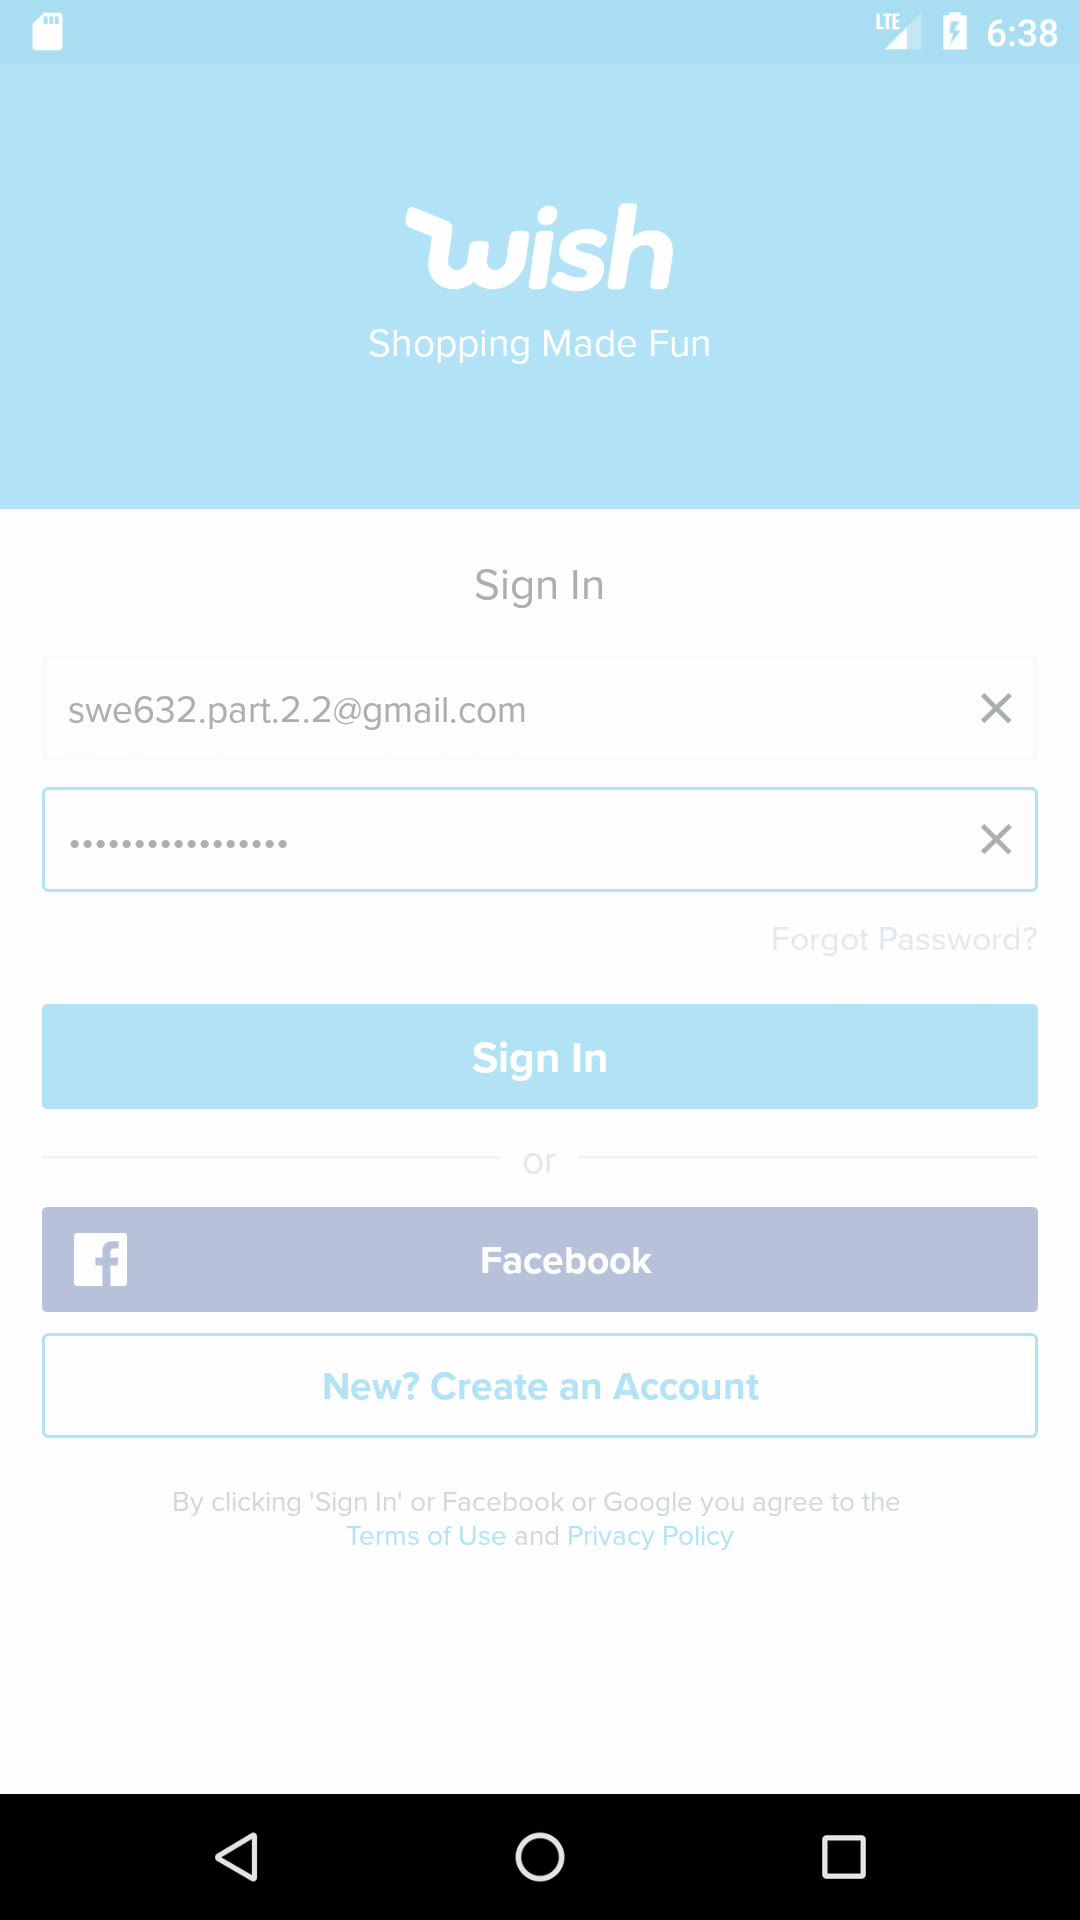 LTE 6:38
wish
Shopping Made Fun
Sign In
swe632.part.2.2@gmail.com
•••••••••••••••••
Forgot Password?
Sign In
or
Facebook
New? Create an Account
By clicking 'Sign In' or Facebook or Google you agree to the
Terms of Use and Privacy Policy